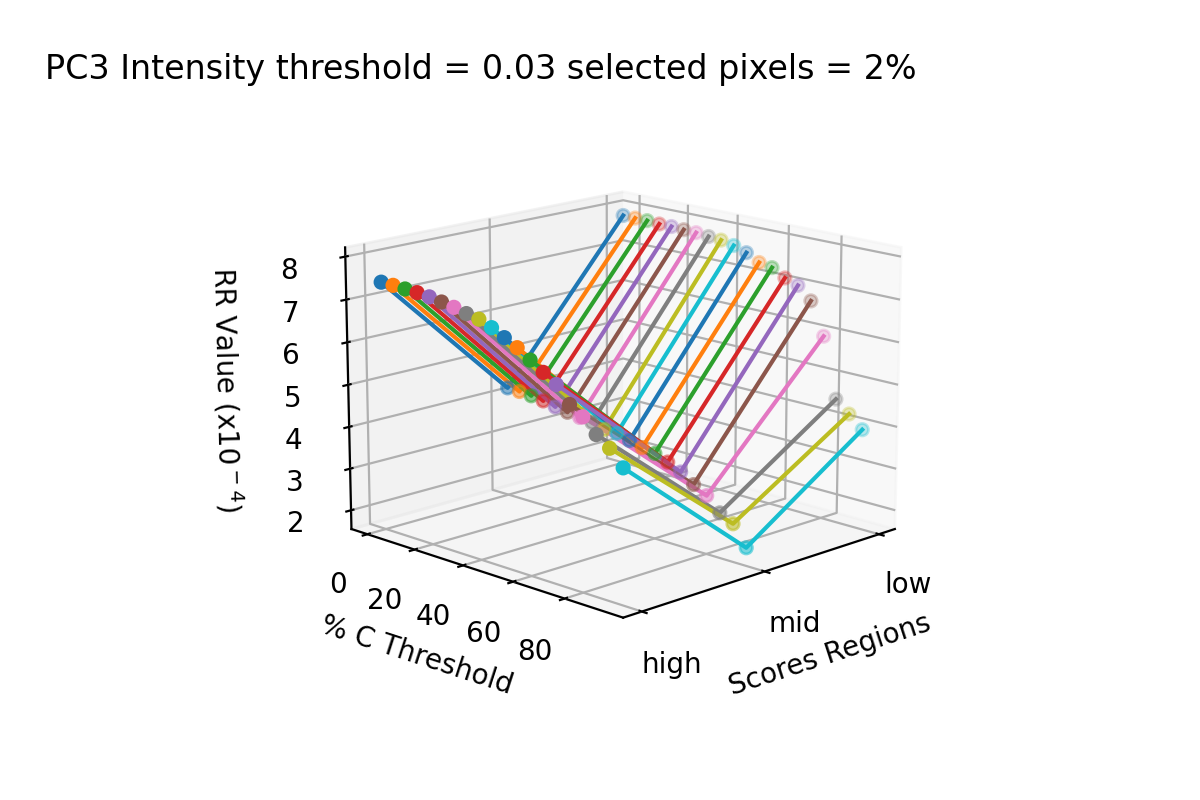 PC3 Intensity threshold = 0.03 selected pixels = 2%
RR Value (x10⁻⁴)
8
7
6
5
4
3
2
0
20
40
60
80
% C Threshold
high
mid
low
Scores Regions